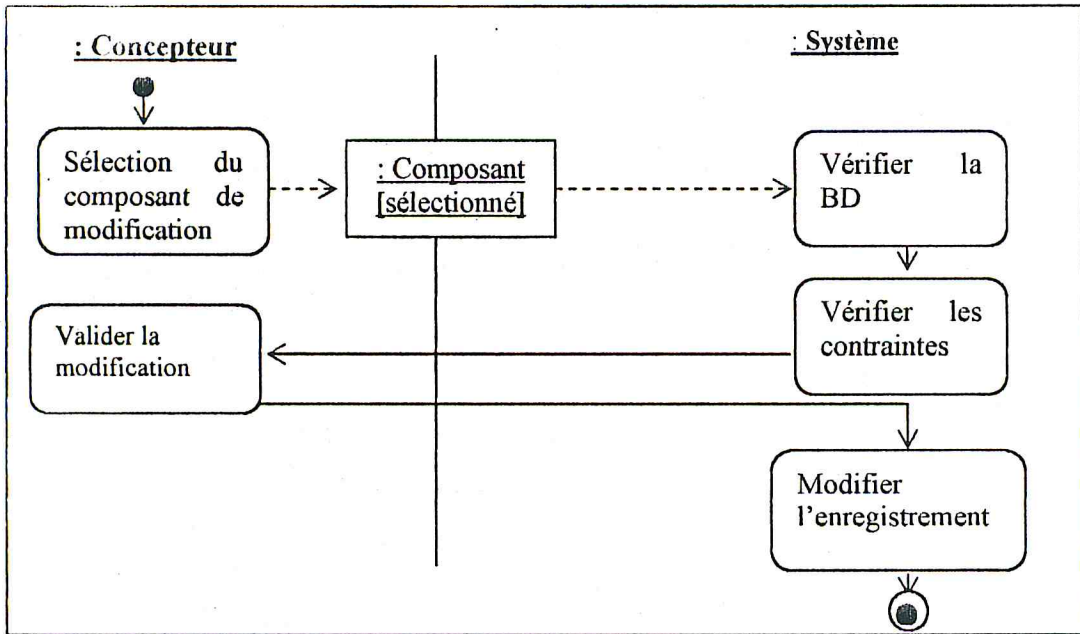 : Concepteur
: Système
Sélection du
composant de
modification
: Composant
[sélectionné]
Vérifier la
BD
Vérifier les
contraintes
Valider la
modification
Modifier
l'enregistrement